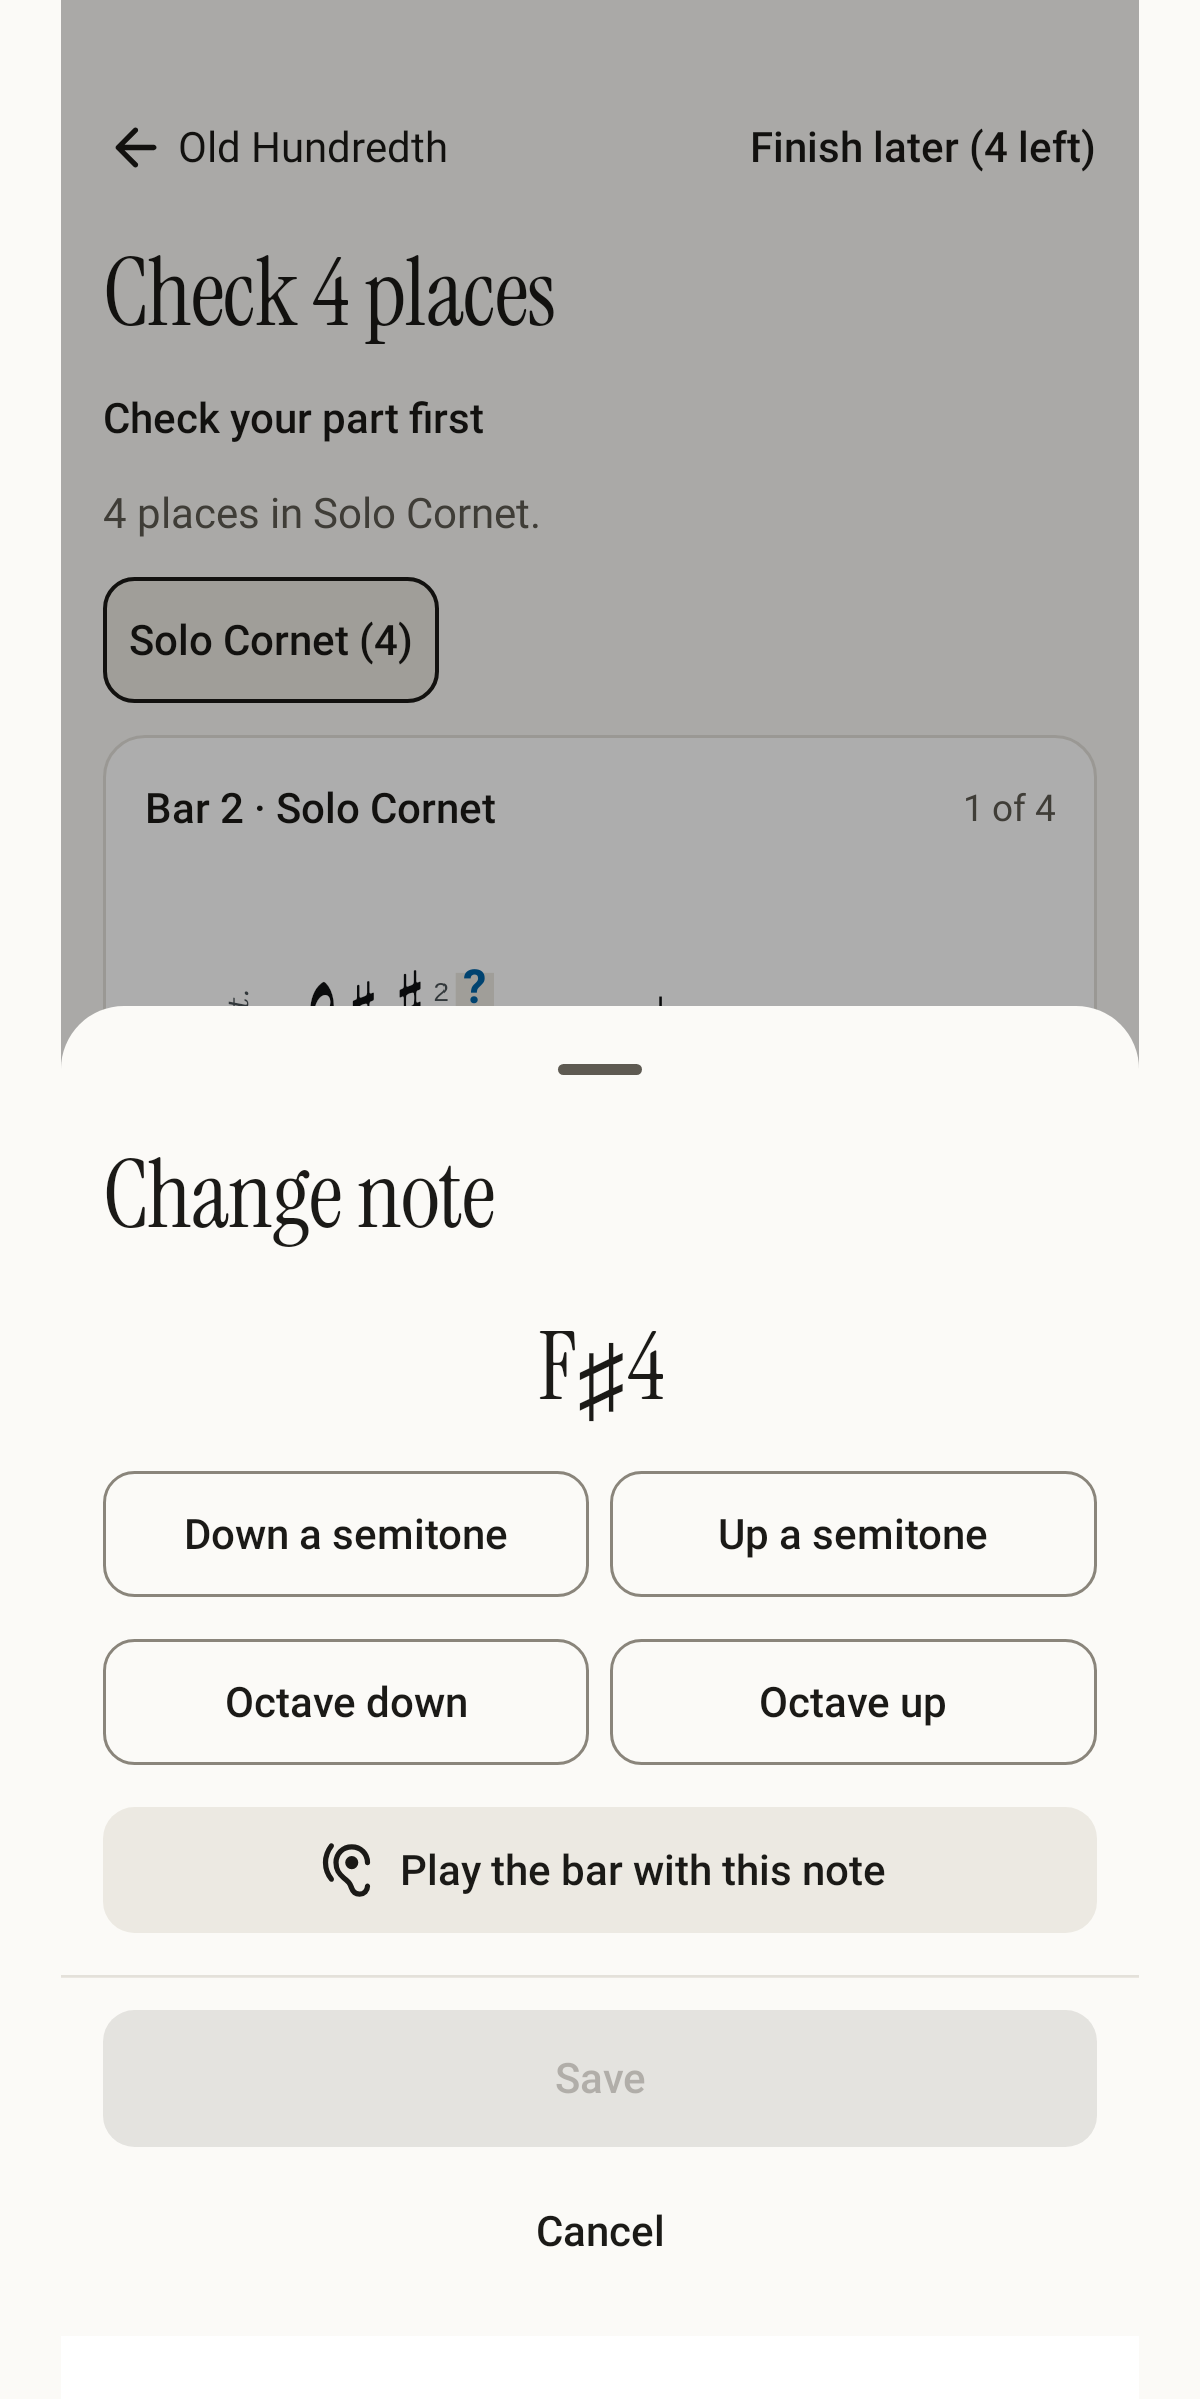 Old Hundredth
Finish later (4 left)
Check 4 places
Check your part first
4 places in Solo Cornet.
Solo Cornet (4)
Bar 2 · Solo Cornet
1 of 4
t.
2
?
Change note
F♯4
Down a semitone
Up a semitone
Octave down
Octave up
Play the bar with this note
Save
Cancel